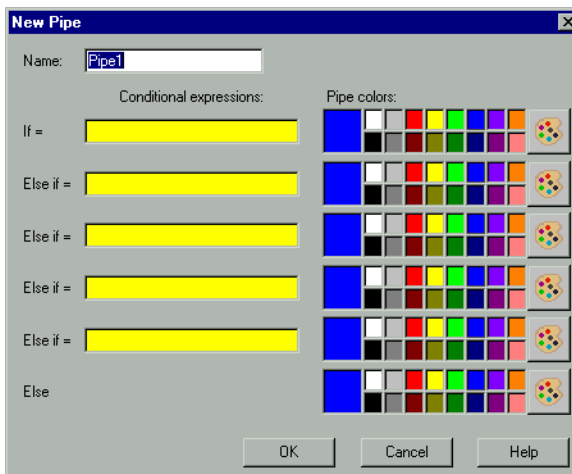 New Pipe
Name: Pipe1
Conditional expressions: Pipe colors:
If =
Else if =
Else if =
Else if =
Else if =
Else
OK Cancel Help